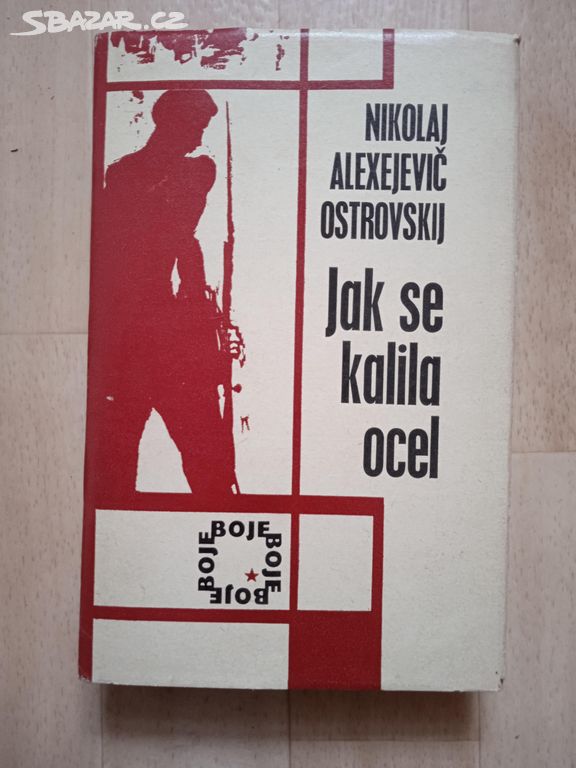 SBAZAR.CZ
NIKOLAJ
ALEXEJEVIČ
OSTROVSKIJ
Jak se
kalila
ocel
BOJE
BOJE
BOJE
BOJE